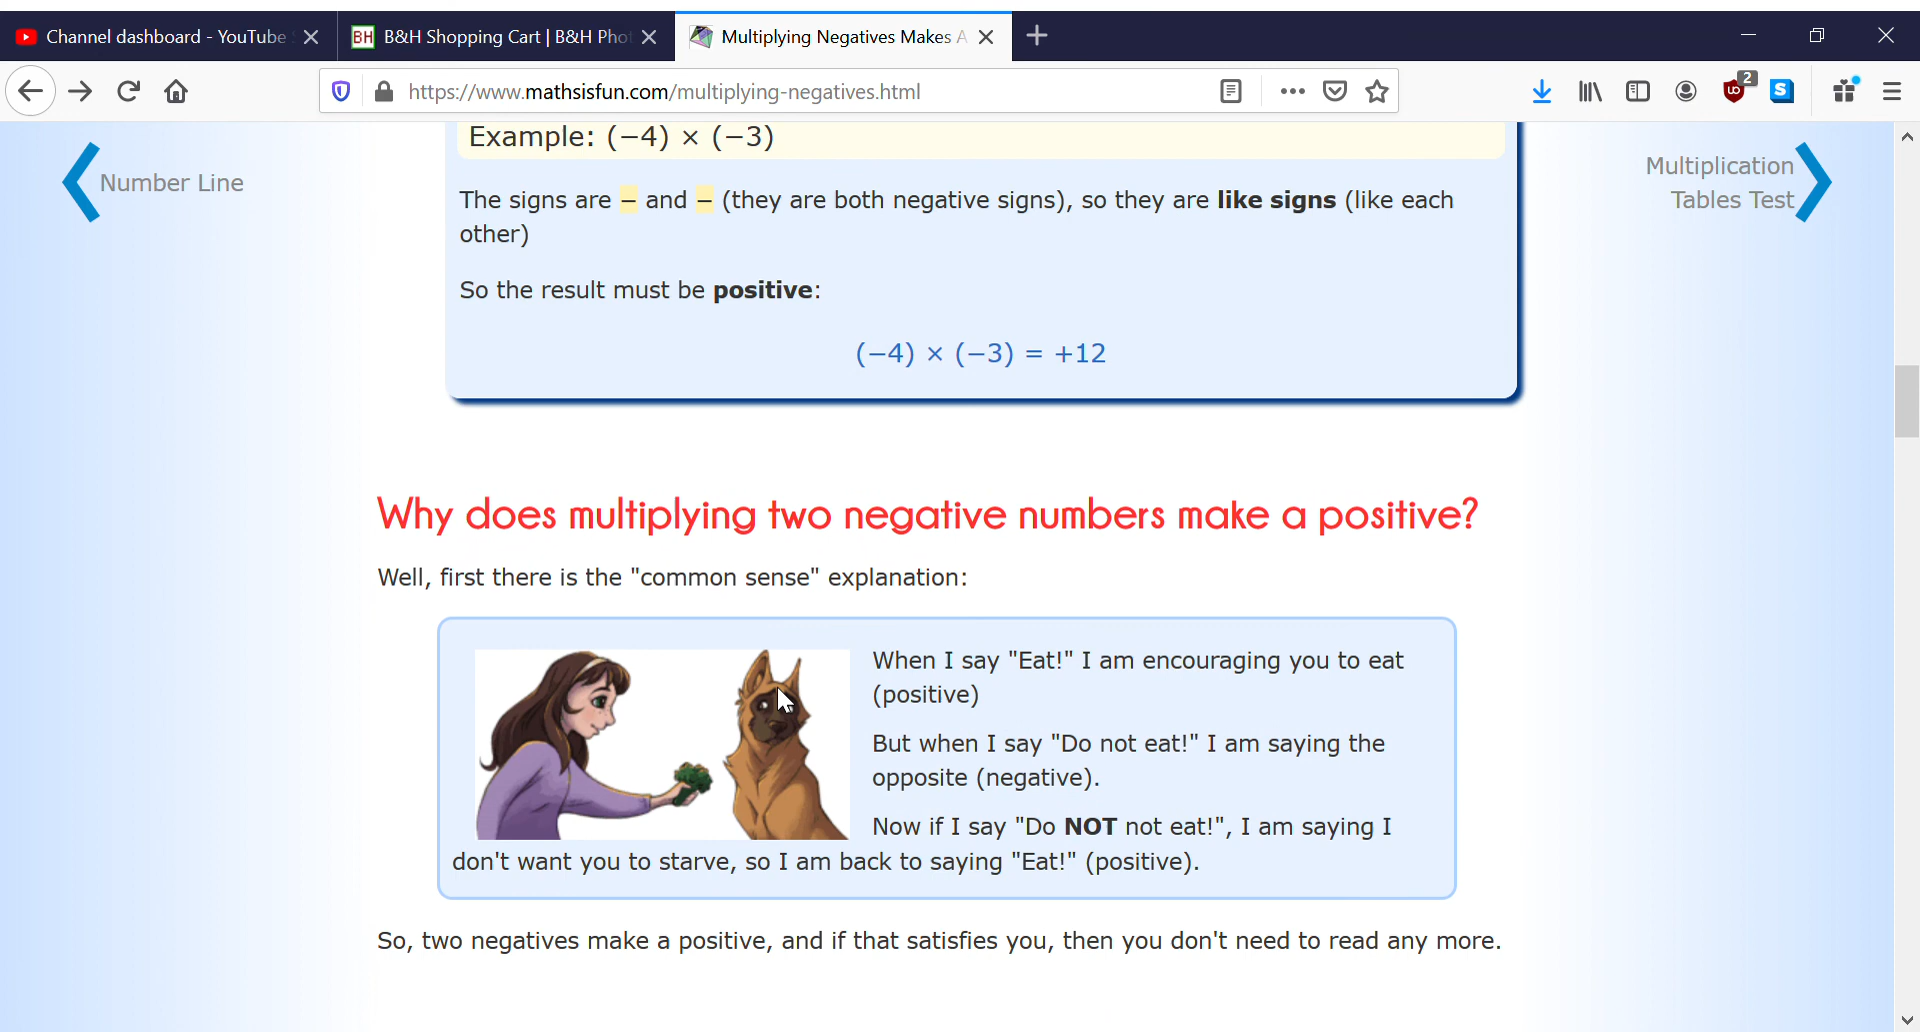 Channel dashboard - YouTube
B&H Shopping Cart | B&H Pho
Multiplying Negatives Makes A
https://www.mathsisfun.com/multiplying-negatives.html
2
S
Number Line
Multiplication
Tables Test
Example: (−4) × (−3)
The signs are − and − (they are both negative signs), so they are like signs (like each
other)
So the result must be positive:
(−4) × (−3) = +12
Why does multiplying two negative numbers make a positive?
Well, first there is the "common sense" explanation:
When I say "Eat!" I am encouraging you to eat
(positive)
But when I say "Do not eat!" I am saying the
opposite (negative).
Now if I say "Do NOT not eat!", I am saying I
don't want you to starve, so I am back to saying "Eat!" (positive).
So, two negatives make a positive, and if that satisfies you, then you don't need to read any more.